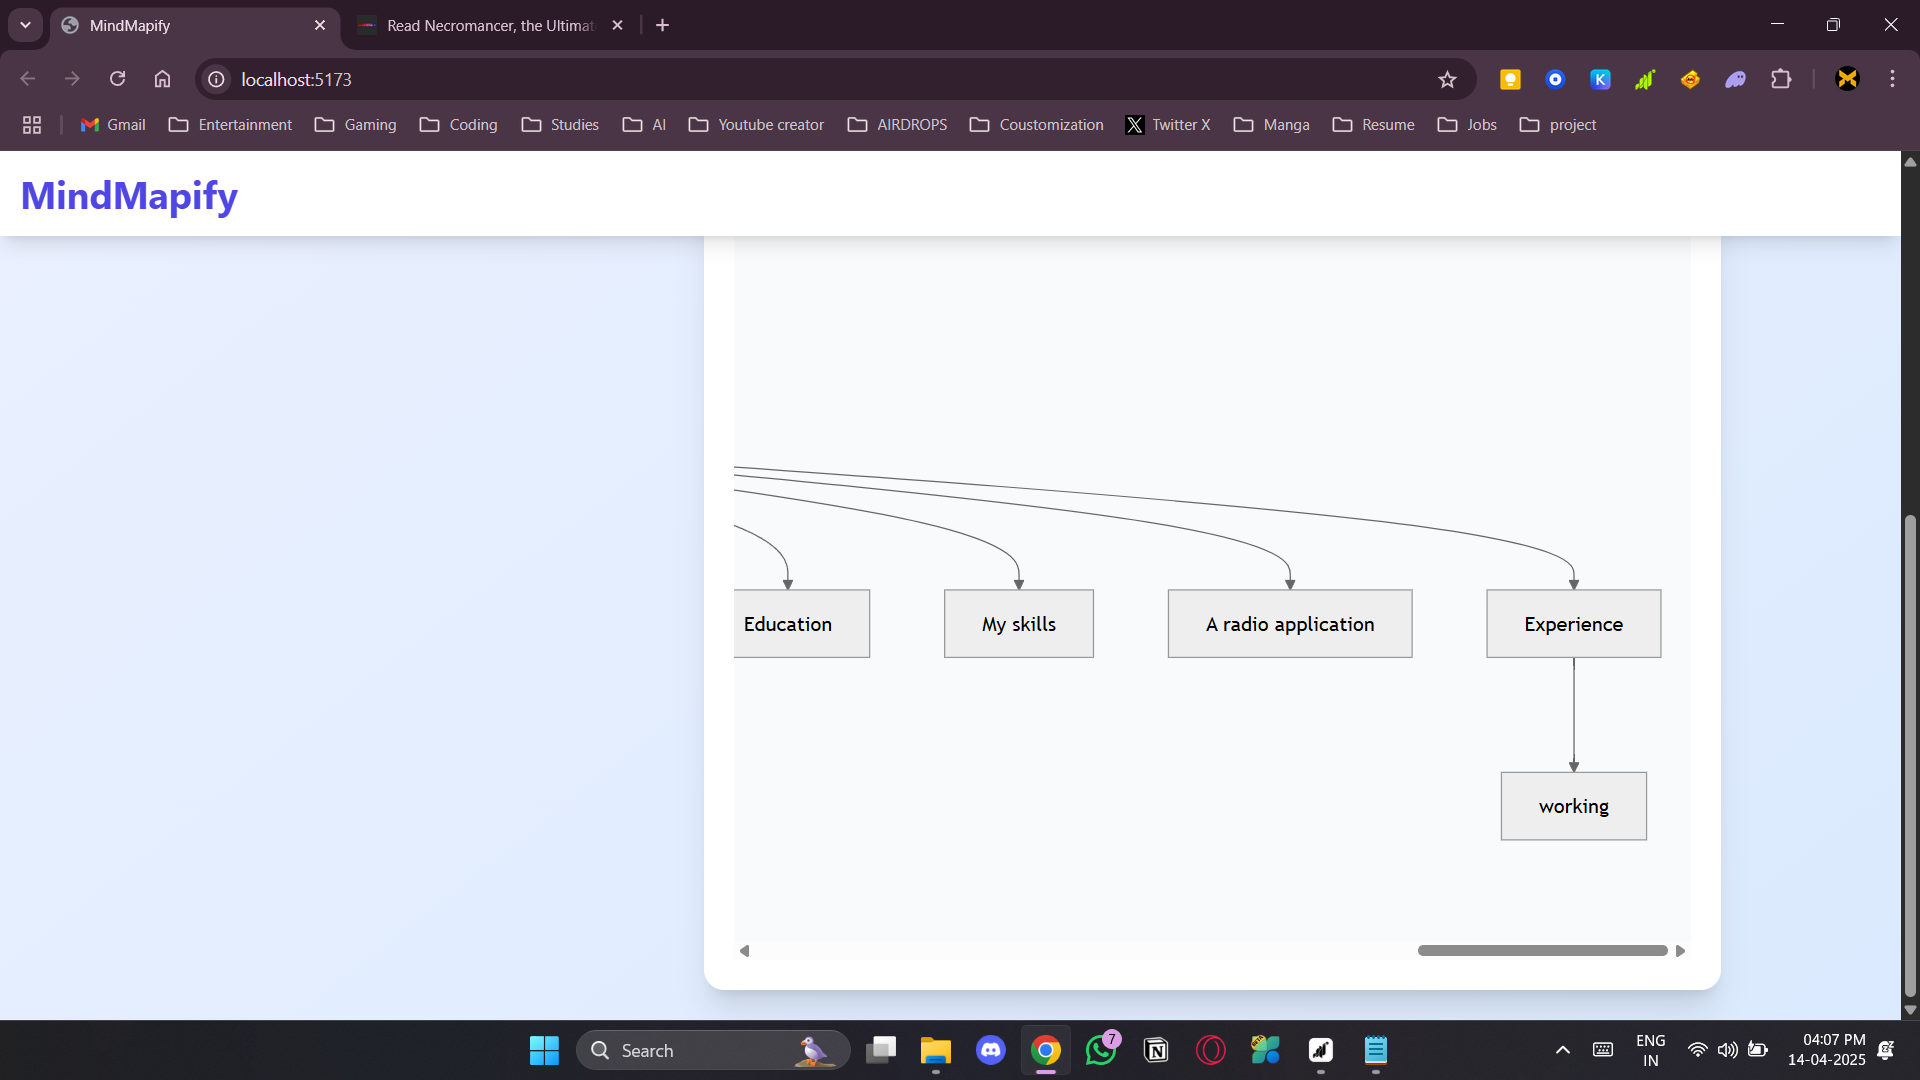 MindMapify
Read Necromancer, the Ultimat
localhost:5173
Gmail
Entertainment
Gaming
Coding
Studies
AI
Youtube creator
AIRDROPS
Coustomization
Twitter X
Manga
Resume
Jobs
project
MindMapify
Education
My skills
A radio application
Experience
working
Search
7
ENG
IN
04:07 PM
14-04-2025